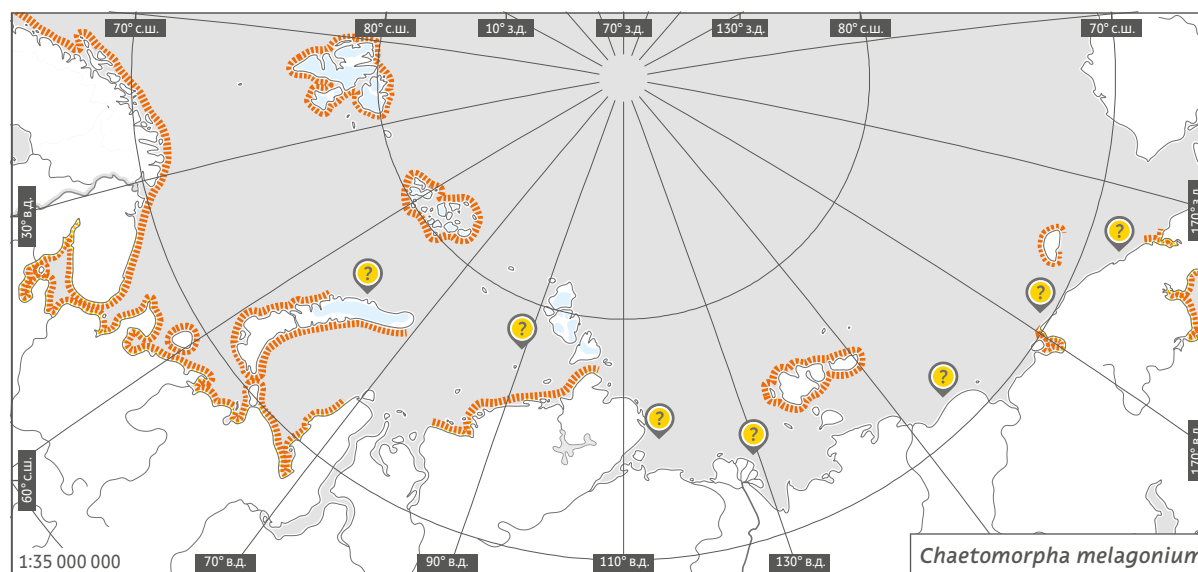 70° с.ш.
80° с.ш.
10° з.д.
70° з.д.
130° з.д.
80° с.ш.
70° с.ш.
30° в.д.
170° з.д.
?
?
?
?
?
?
?
60° с.ш.
170° в.д.
1:35 000 000
70° в.д.
90° в.д.
110° в.д.
130° в.д.
Chaetomorpha melagonium